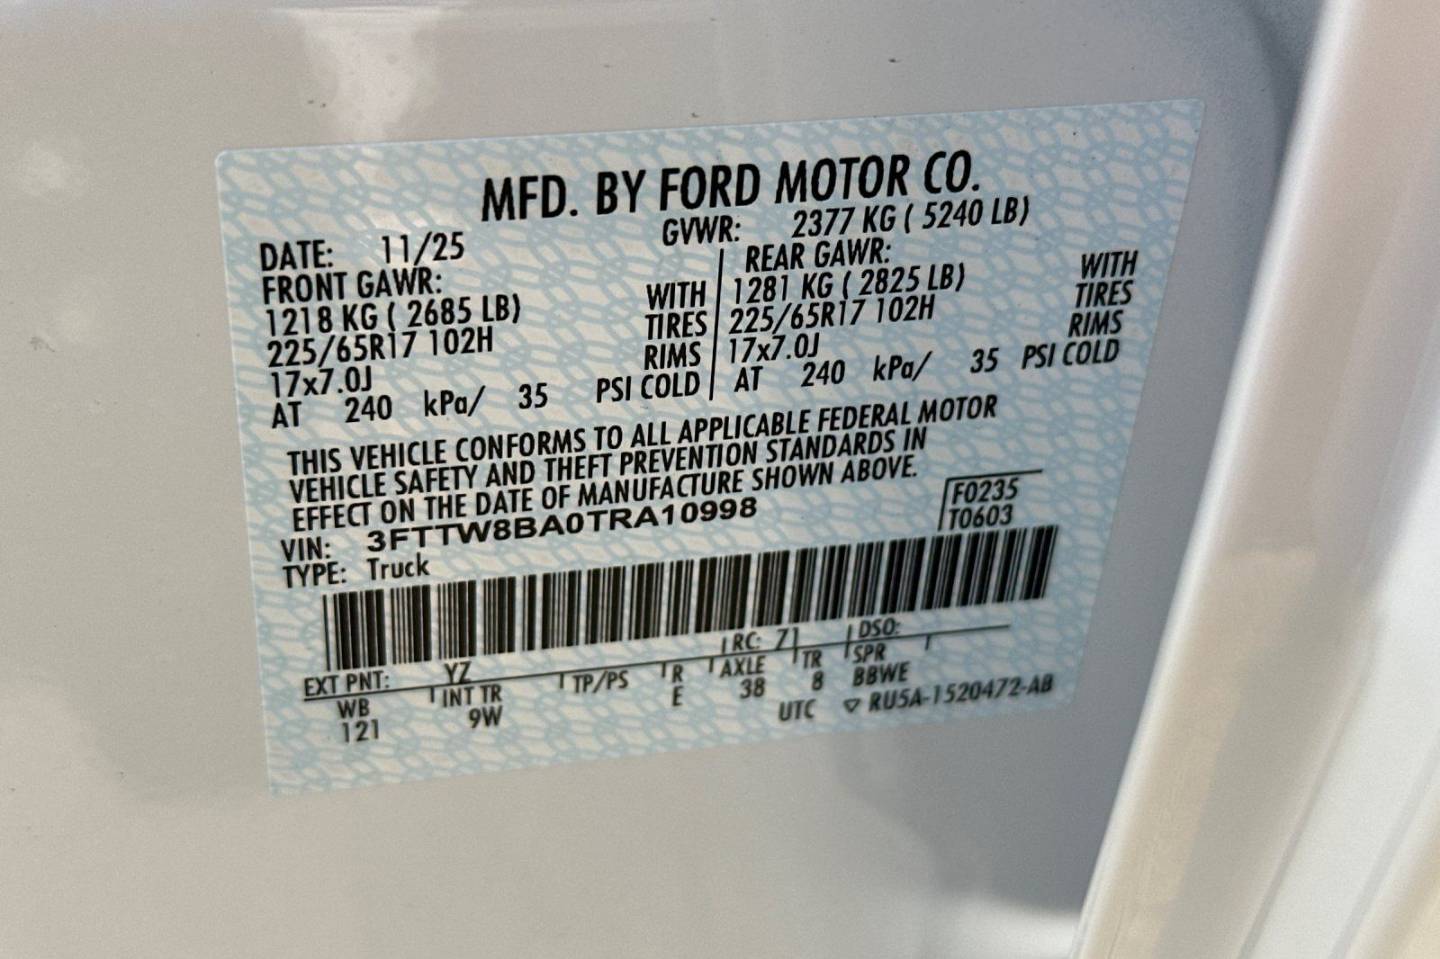 MFD. BY FORD MOTOR CO.
DATE: 11/25 GVWR: 2377 KG ( 5240 LB)
FRONT GAWR: REAR GAWR:
1218 KG ( 2685 LB) WITH 1281 KG ( 2825 LB) WITH
225/65R17 102H TIRES 225/65R17 102H TIRES
17x7.0J RIMS 17x7.0J RIMS
AT 240 kPa/ 35 PSI COLD AT 240 kPa/ 35 PSI COLD
THIS VEHICLE CONFORMS TO ALL APPLICABLE FEDERAL MOTOR
VEHICLE SAFETY AND THEFT PREVENTION STANDARDS IN
EFFECT ON THE DATE OF MANUFACTURE SHOWN ABOVE.
F0235
VIN: 3FTTW8BA0TRA10998 T0603
TYPE: Truck
EXT PNT: YZ RC: 71 DSO:
WB INT TR TP/PS R AXLE TR SPR
121 9W E 38 8 BBWE
UTC ▽ RU5A-1520472-AB